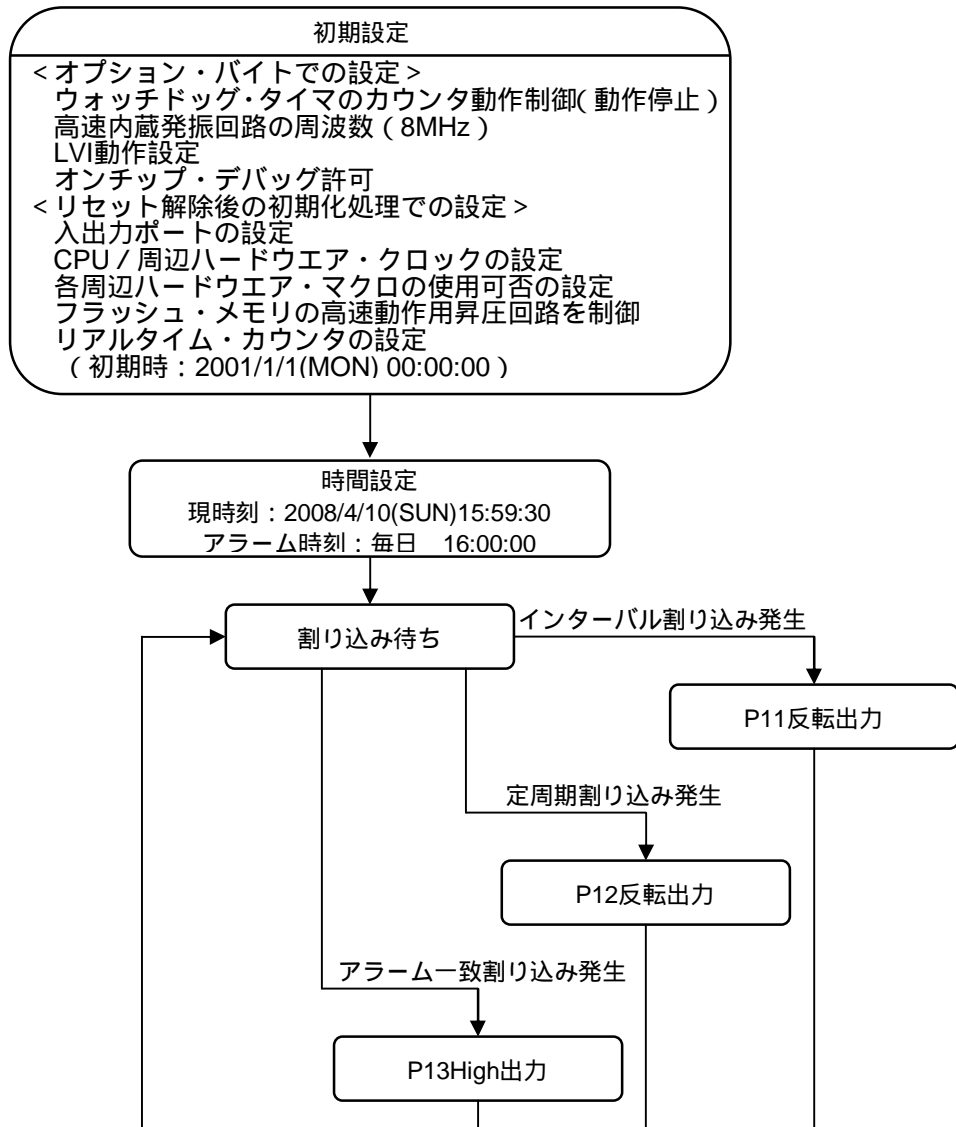 初期設定
<オプション・バイトでの設定>
ウォッチドッグ・タイマのカウンタ動作制御(動作停止)
高速内蔵発振回路の周波数(8MHz)
LVI動作設定
オンチップ・デバッグ許可
<リセット解除後の初期化処理での設定>
入出力ポートの設定
CPU/周辺ハードウエア・クロックの設定
各周辺ハードウエア・マクロの使用可否の設定
フラッシュ・メモリの高速動作用昇圧回路を制御
リアルタイム・カウンタの設定
(初期時:2001/1/1(MON) 00:00:00)
時間設定
現時刻:2008/4/10(SUN)15:59:30
アラーム時刻:毎日 16:00:00
割り込み待ち
インターバル割り込み発生
P11反転出力
定周期割り込み発生
P12反転出力
アラーム一致割り込み発生
P13High出力